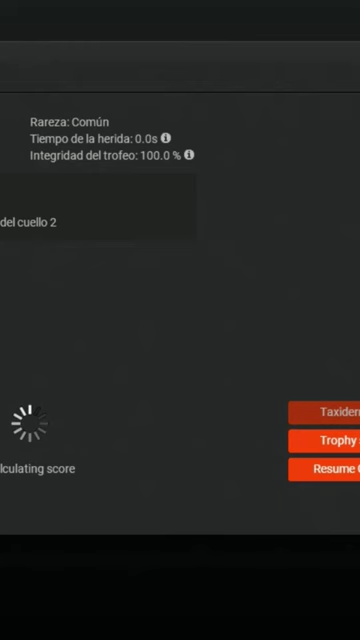 Rareza: Común
Tiempo de la herida: 0.0s
Integridad del trofeo: 100.0 %
del cuello 2
Taxider
Trophy
lculating score
Resume